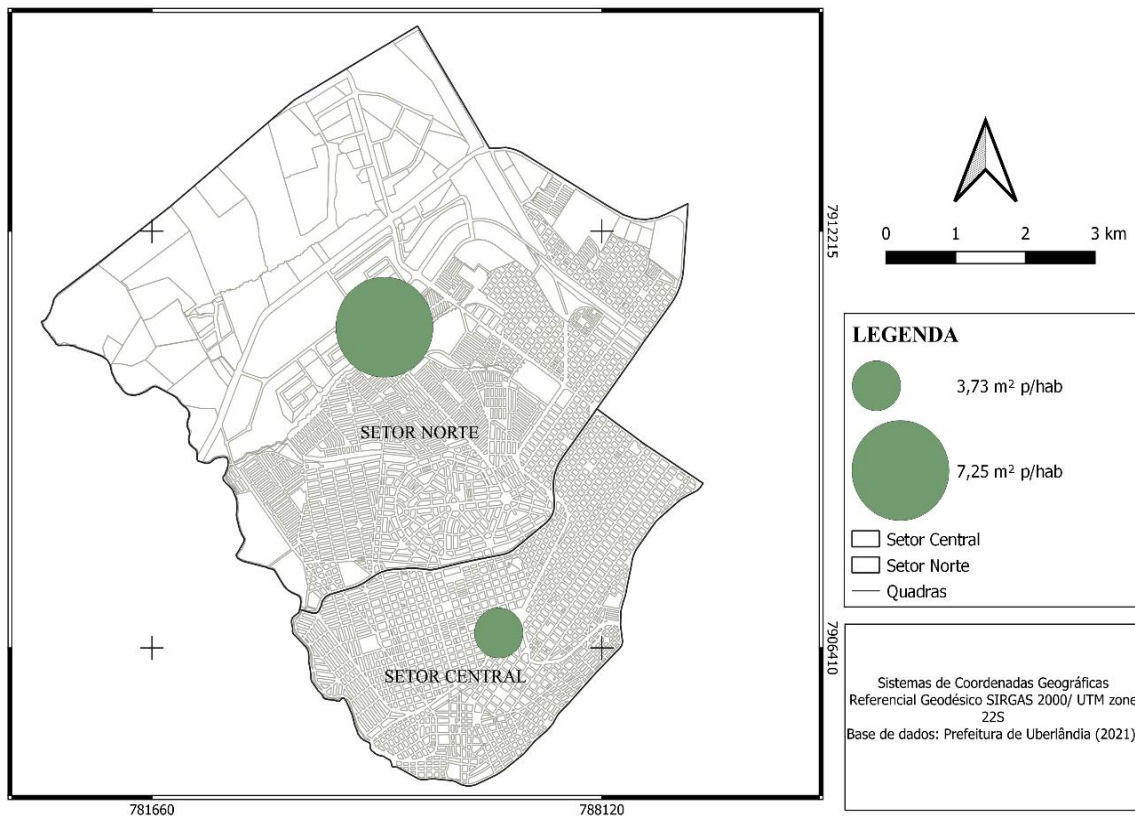 7912215
0 1 2 3 km
LEGENDA
3,73 m² p/hab
7,25 m² p/hab
SETOR NORTE
Setor Central
Setor Norte
Quadras
7906410
SETOR CENTRAL
Sistemas de Coordenadas Geográficas
Referencial Geodésico SIRGAS 2000/ UTM zone
22S
Base de dados: Prefeitura de Uberlândia (2021)
781660 788120